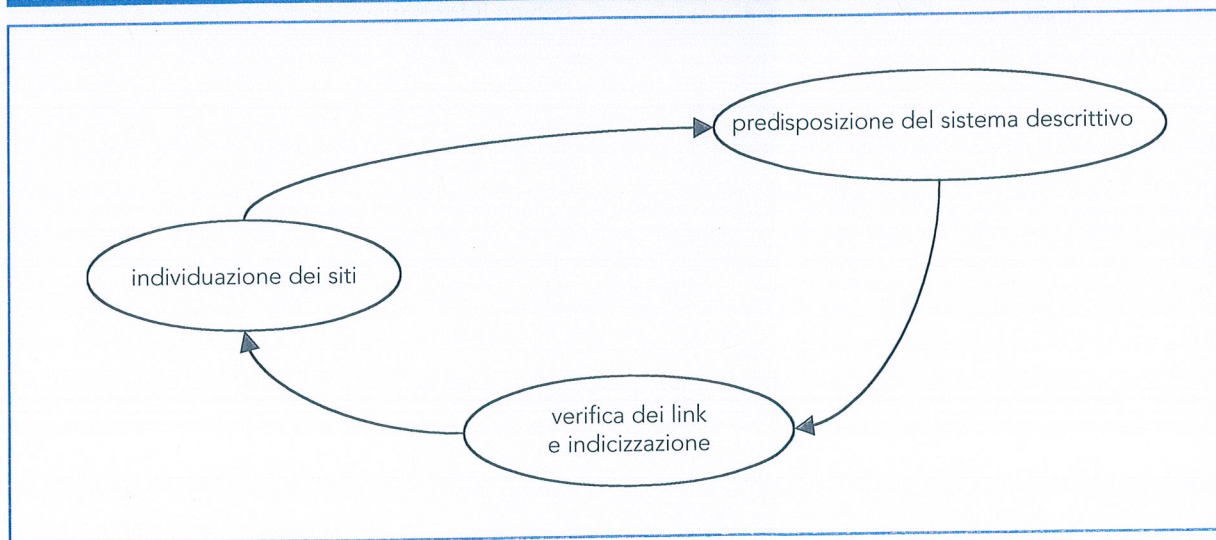 predisposizione del sistema descrittivo
individuazione dei siti
verifica dei link
e indicizzazione